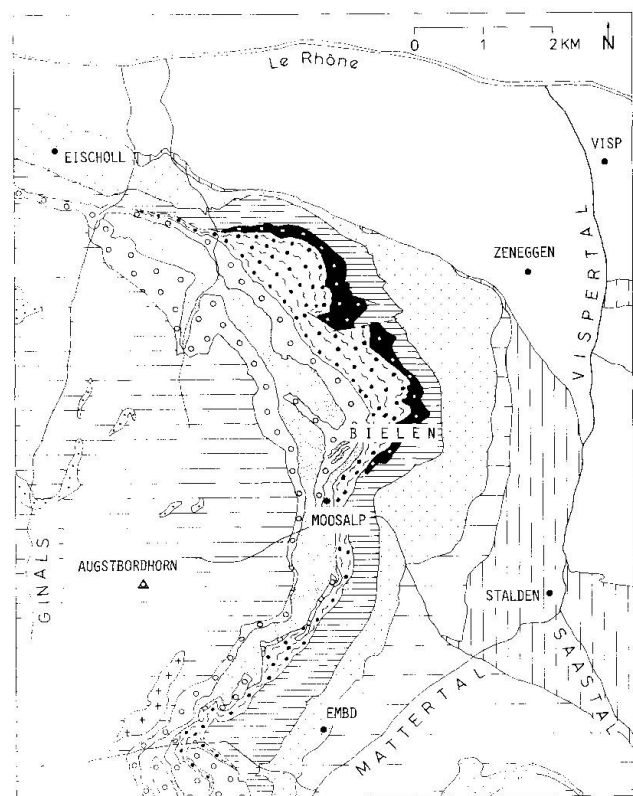 0 1 2 KM
N
Le Rhône
EISCHOLL
VISP
ZENEGGEN
VISPERTAL
BIELEN
MOOSALP
AUGSTBORDHORN
GINALS
STALDEN
SAASTAL
EMBD
MATTERTAL